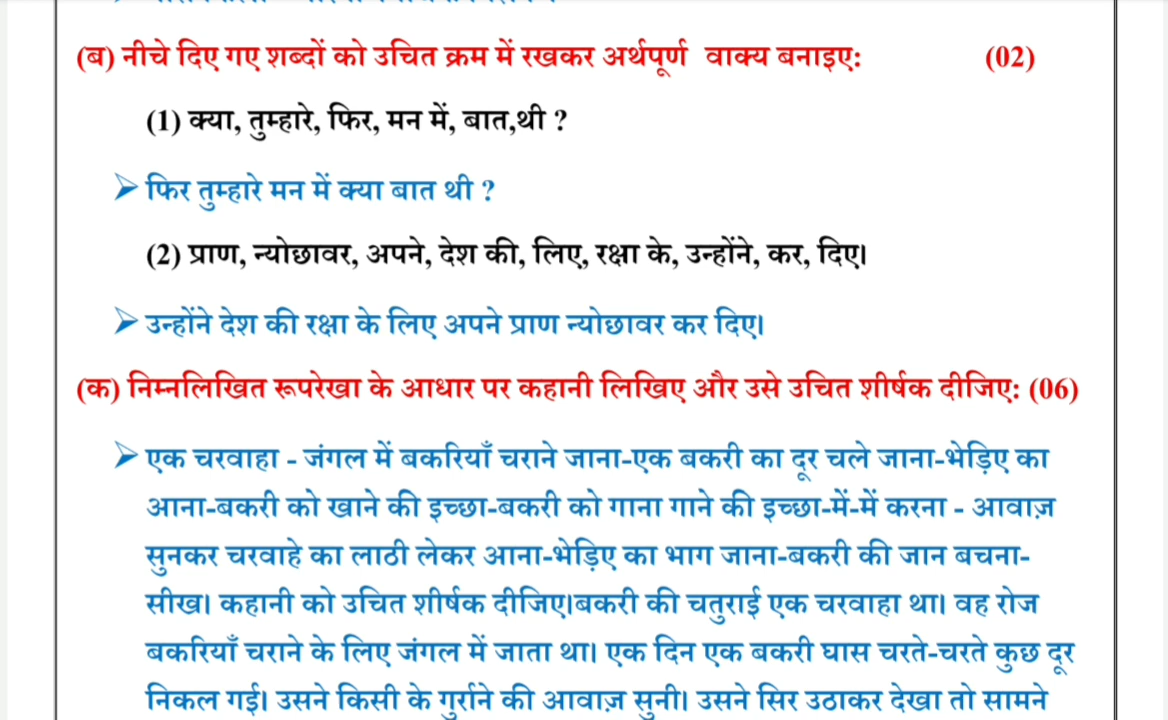 (ब) नीचे दिए गए शब्दों को उचित क्रम में रखकर अर्थपूर्ण वाक्य बनाइए: (02)
(1) क्या, तुम्हारे, फिर, मन में, बात,थी ?
➢ फिर तुम्हारे मन में क्या बात थी ?
(2) प्राण, न्योछावर, अपने, देश की, लिए, रक्षा के, उन्होंने, कर, दिए।
➢ उन्होंने देश की रक्षा के लिए अपने प्राण न्योछावर कर दिए।
(क) निम्नलिखित रूपरेखा के आधार पर कहानी लिखिए और उसे उचित शीर्षक दीजिए: (06)
➢ एक चरवाहा - जंगल में बकरियाँ चराने जाना-एक बकरी का दूर चले जाना-भेड़िए का
आना-बकरी को खाने की इच्छा-बकरी को गाना गाने की इच्छा-में-में करना - आवाज़
सुनकर चरवाहे का लाठी लेकर आना-भेड़िए का भाग जाना-बकरी की जान बचना-
सीख। कहानी को उचित शीर्षक दीजिए।बकरी की चतुराई एक चरवाहा था। वह रोज
बकरियाँ चराने के लिए जंगल में जाता था। एक दिन एक बकरी घास चरते-चरते कुछ दूर
निकल गई। उसने किसी के गुर्राने की आवाज़ सुनी। उसने सिर उठाकर देखा तो सामने